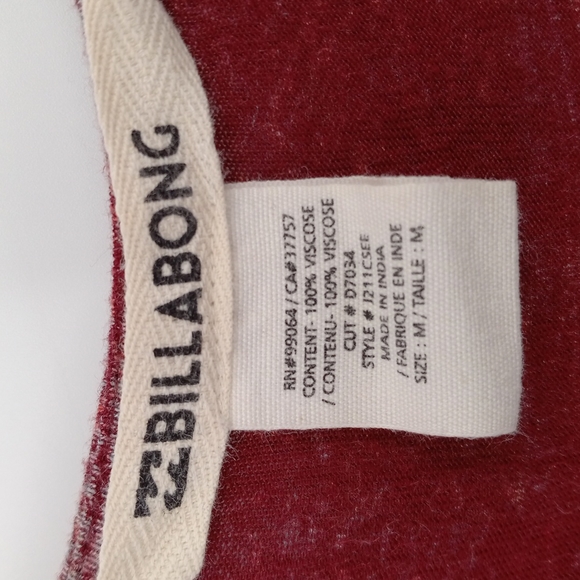 BILLABONG
RN#99064 / CA#37757
CONTENT- 100% VISCOSE
/ CONTENU- 100% VISCOSE
CUT # D7034
STYLE # J211CSEE
MADE IN INDIA
/ FABRIQUE EN INDE
SIZE : M / TAILLE : M